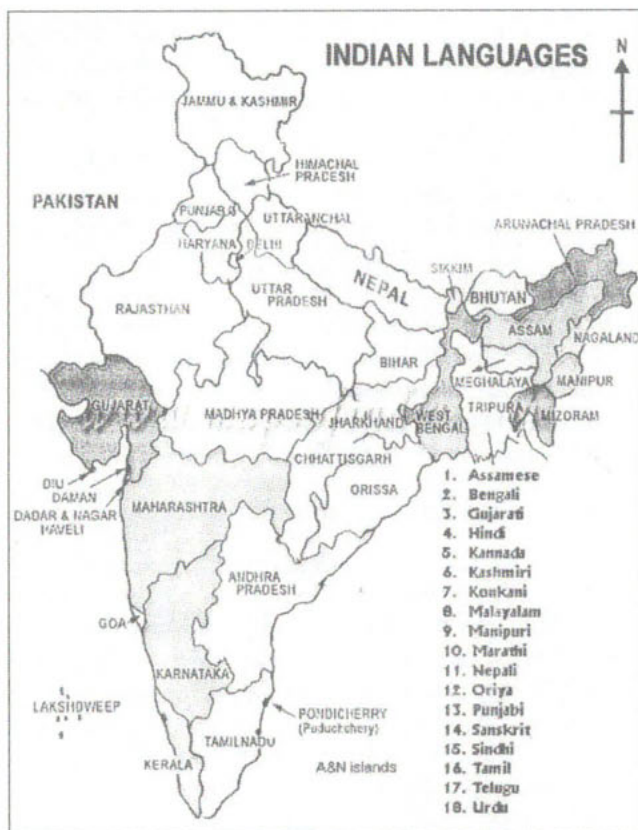 INDIAN LANGUAGES
N
JAMMU & KASHMIR
HIMACHAL
PRADESH
PAKISTAN
PUNJAB
UTTARANCHAL
HARYANA
DELHI
ARUNACHAL PRADESH
NEPAL
SIKKIM
BHUTAN
RAJASTHAN
UTTAR
PRADESH
ASSAM
NAGALAND
BIHAR
MEGHALAYA
MANIPUR
GUJARAT
MADHYA PRADESH
JHARKHAND
WEST
BENGAL
TRIPURA
MIZORAM
CHHATTISGARH
DIU
DAMAN
DADAR & NAGAR
HAVELI
ORISSA
MAHARASHTRA
ANDHRA
PRADESH
GOA
KARNATAKA
LAKSHDWEEP
PONDICHERRY
(Puduchchery)
TAMILNADU
KERALA
A&N islands
1. Assamese
2. Bengali
3. Gujarati
4. Hindi
5. Kannada
6. Kashmiri
7. Konkani
8. Malayalam
9. Manipuri
10. Marathi
11. Nepali
12. Oriya
13. Punjabi
14. Sanskrit
15. Sindhi
16. Tamil
17. Telugu
18. Urdu